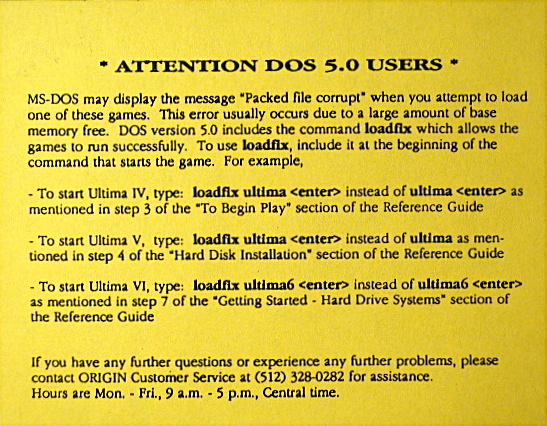 * ATTENTION DOS 5.0 USERS *
MS-DOS may display the message "Packed file corrupt" when you attempt to load
one of these games. This error usually occurs due to a large amount of base
memory free. DOS version 5.0 includes the command loadfix which allows the
games to run successfully. To use loadfix, include it at the beginning of the
command that starts the game. For example,
- To start Ultima IV, type: loadfix ultima <enter> instead of ultima <enter> as
mentioned in step 3 of the "To Begin Play" section of the Reference Guide
- To start Ultima V, type: loadfix ultima <enter> instead of ultima as men-
tioned in step 4 of the "Hard Disk Installation" section of the Reference Guide
- To start Ultima VI, type: loadfix ultima6 <enter> instead of ultima6 <enter>
as mentioned in step 7 of the "Getting Started - Hard Drive Systems" section of
the Reference Guide
If you have any further questions or experience any further problems, please
contact ORIGIN Customer Service at (512) 328-0282 for assistance.
Hours are Mon. - Fri., 9 a.m. - 5 p.m., Central time.